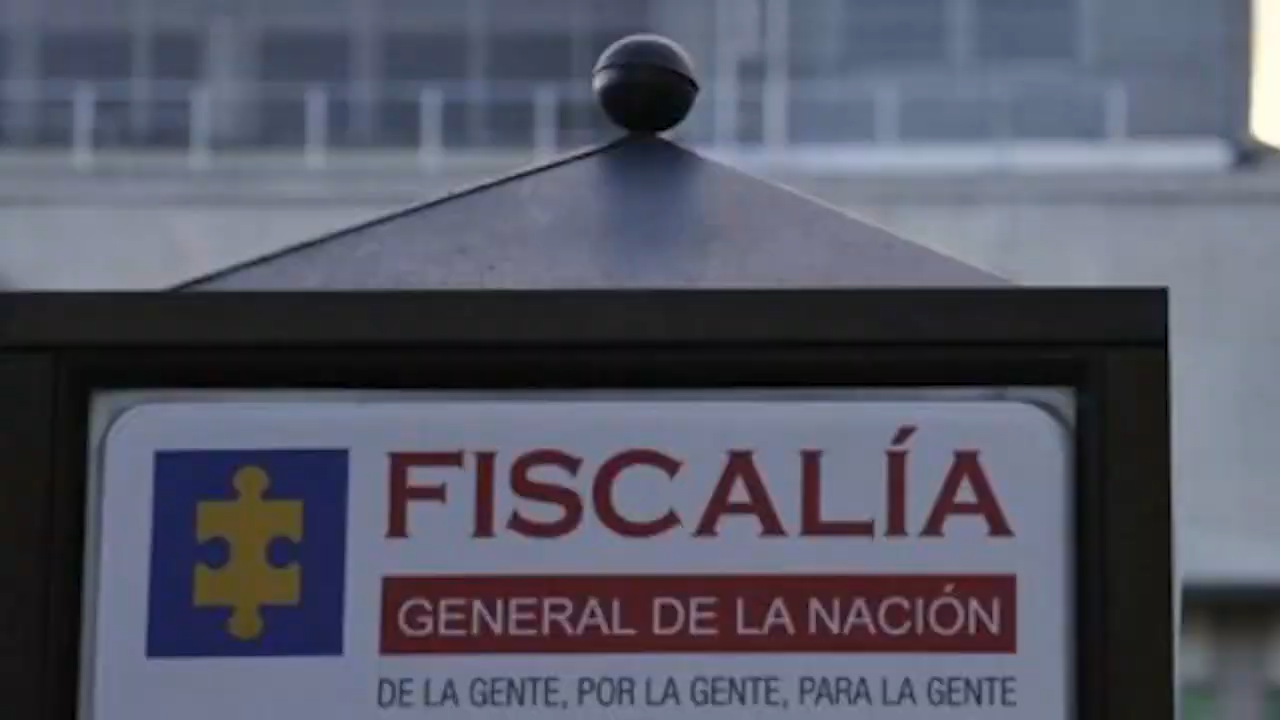 FISCALÍA
GENERAL DE LA NACIÓN
DE LA GENTE, POR LA GENTE, PARA LA GENTE